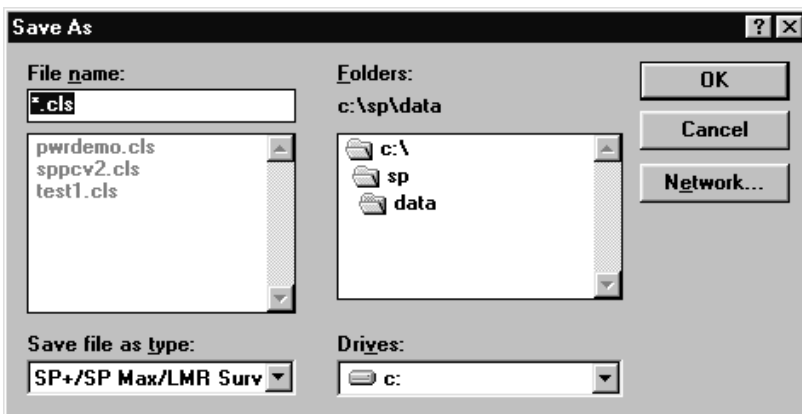 Save As
File name:
*.cls
pwrdemo.cls
sppcv2.cls
test1.cls
Save file as type:
SP+/SP Max/LMR Surv
Folders:
c:\sp\data
c:\
sp
data
Drives:
c:
OK
Cancel
Network...